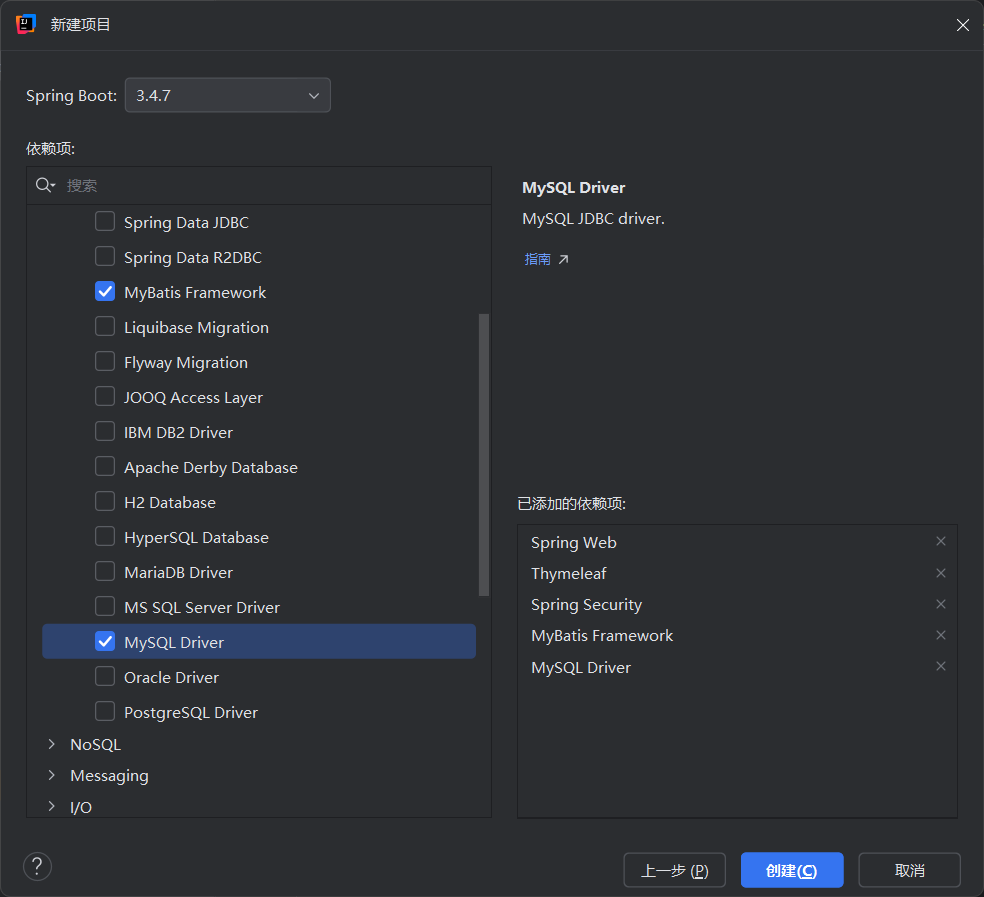 新建项目
Spring Boot: 3.4.7
依赖项:
搜索
Spring Data JDBC
Spring Data R2DBC
MyBatis Framework
Liquibase Migration
Flyway Migration
JOOQ Access Layer
IBM DB2 Driver
Apache Derby Database
H2 Database
HyperSQL Database
MariaDB Driver
MS SQL Server Driver
MySQL Driver
Oracle Driver
PostgreSQL Driver
NoSQL
Messaging
I/O
MySQL Driver
MySQL JDBC driver.
指南
已添加的依赖项:
Spring Web
Thymeleaf
Spring Security
MyBatis Framework
MySQL Driver
?
上一步 (P)
创建(C)
取消